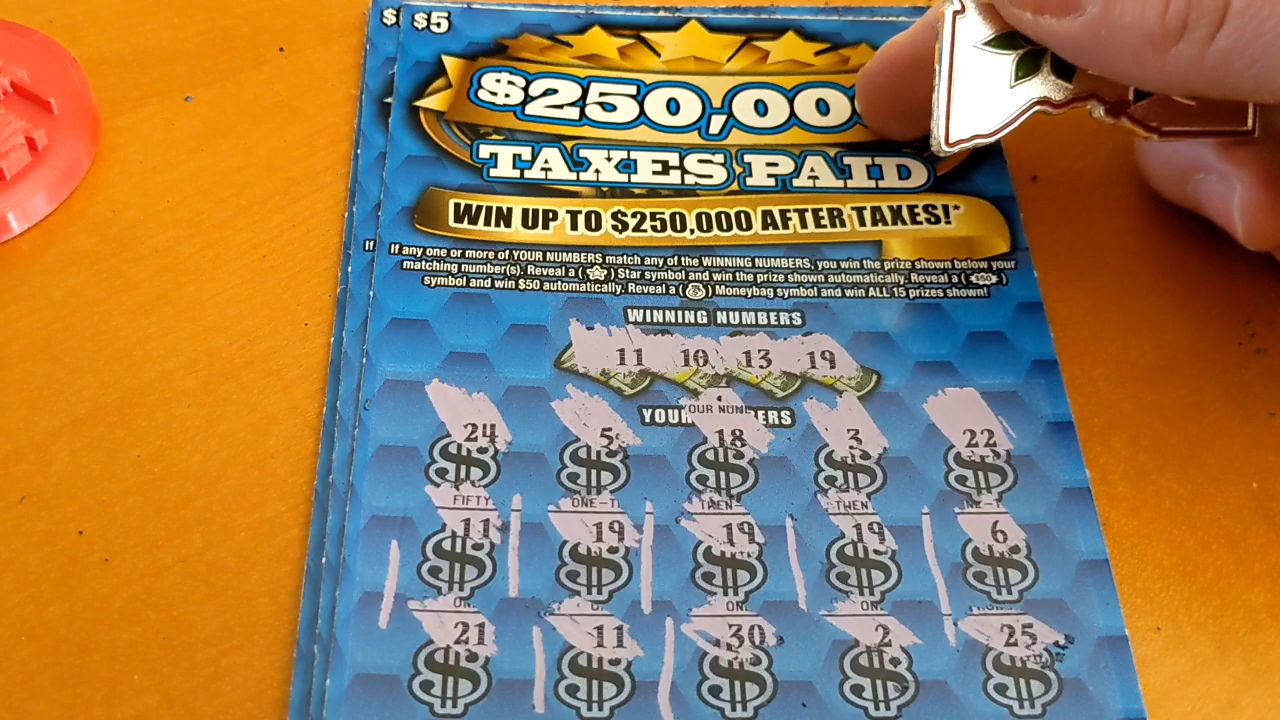 $ $5
$250,00
TAXES PAID
WIN UP TO $250,000 AFTER TAXES!*
If If any one or more of YOUR NUMBERS match any of the WINNING NUMBERS, you win the prize shown below your
matching number(s). Reveal a ( ) Star symbol and win the prize shown automatically. Reveal a ( $50 )
symbol and win $50 automatically. Reveal a ( ) Moneybag symbol and win ALL 15 prizes shown!
WINNING NUMBERS
11 10 13 19
YOUR NUMBERS
24 5 18 3 22
$ $ $ $ $
FIFTY ONE-T
11 19 19 19 6
$ $ $ $ $
21 11 30 2 25
$ $ $ $ $